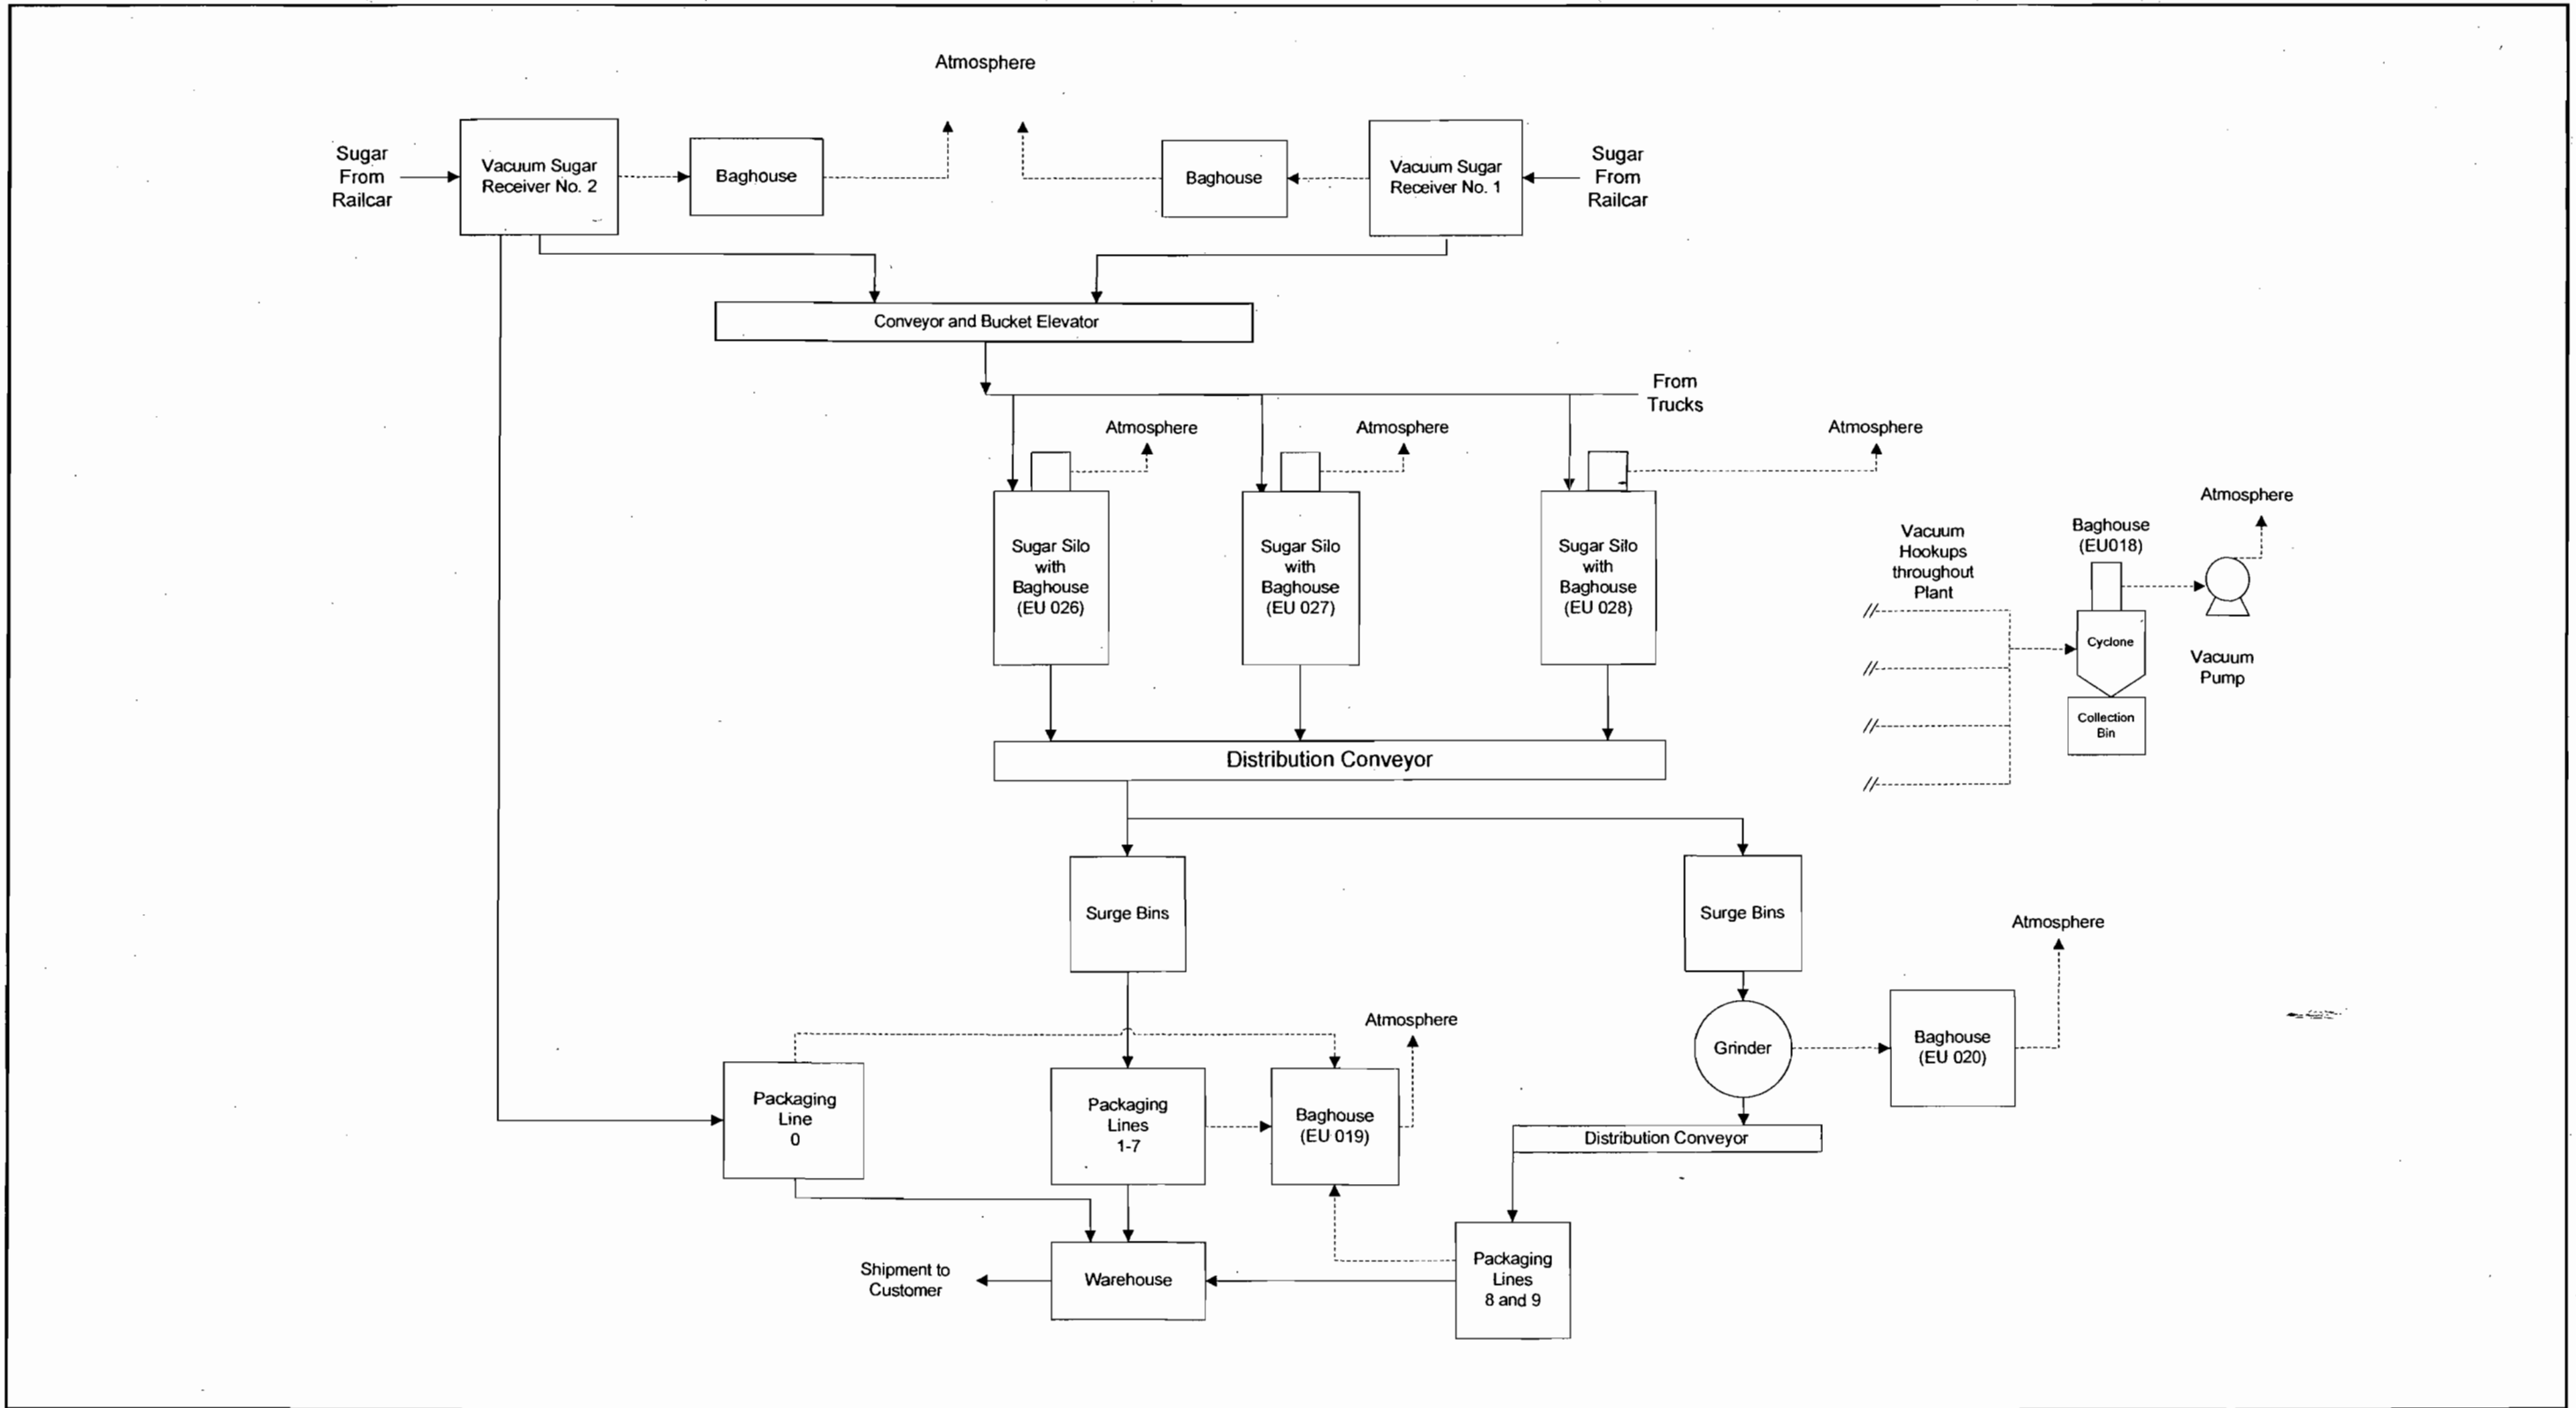 Atmosphere
Sugar
From
Railcar
Vacuum Sugar
Receiver No. 2
Baghouse
Baghouse
Vacuum Sugar
Receiver No. 1
Sugar
From
Railcar
Conveyor and Bucket Elevator
From
Trucks
Atmosphere
Atmosphere
Atmosphere
Sugar Silo
with
Baghouse
(EU 026)
Sugar Silo
with
Baghouse
(EU 027)
Sugar Silo
with
Baghouse
(EU 028)
Vacuum
Hookups
throughout
Plant
Baghouse
(EU018)
Atmosphere
Cyclone
Vacuum
Pump
Collection
Bin
Distribution Conveyor
Surge Bins
Surge Bins
Atmosphere
Atmosphere
Grinder
Baghouse
(EU 020)
Packaging
Line
0
Packaging
Lines
1-7
Baghouse
(EU 019)
Distribution Conveyor
Shipment to
Customer
Warehouse
Packaging
Lines
8 and 9